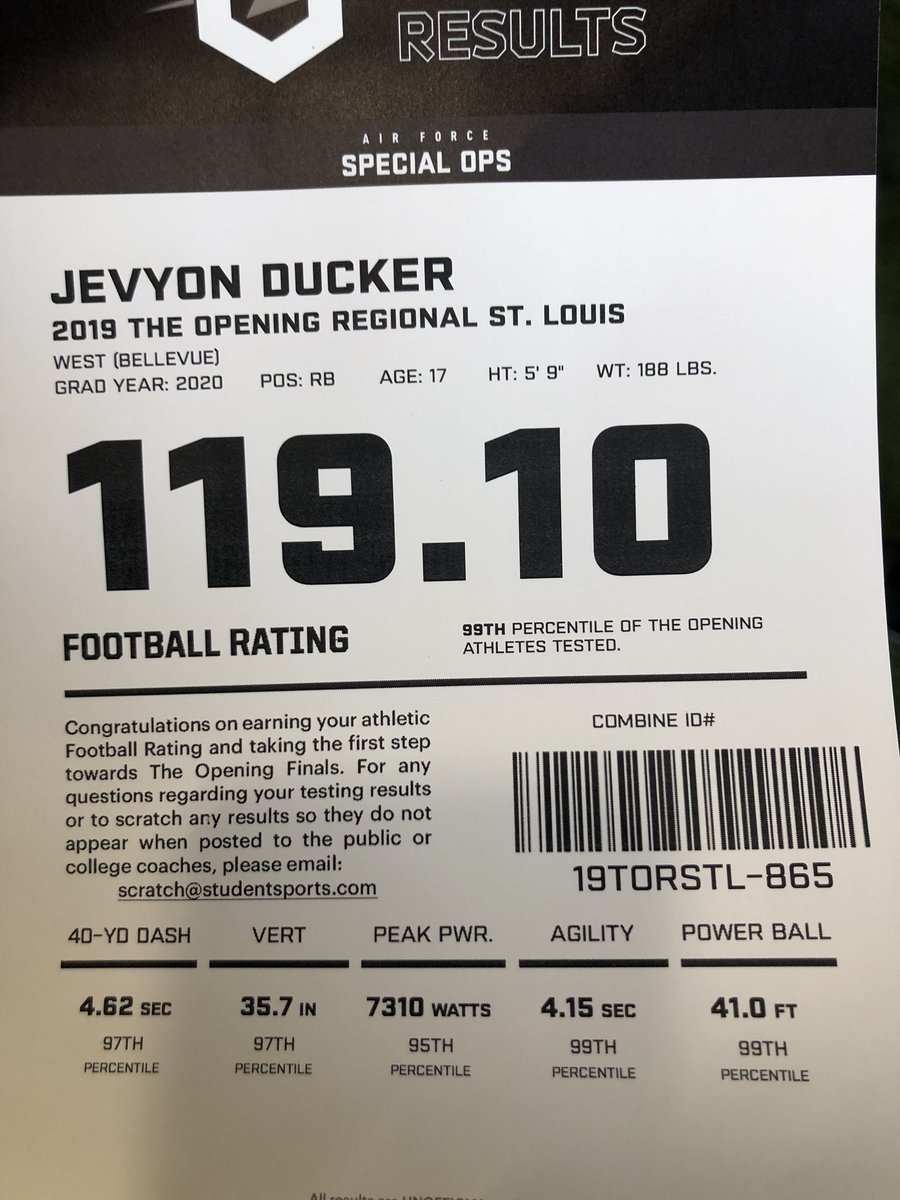 RESULTS
AIR FORCE
SPECIAL OPS
JEVYON DUCKER
2019 THE OPENING REGIONAL ST. LOUIS
WEST (BELLEVUE)
GRAD YEAR: 2020 POS: RB AGE: 17 HT: 5' 9" WT: 188 LBS.
119.10
FOOTBALL RATING
99TH PERCENTILE OF THE OPENING
ATHLETES TESTED.
Congratulations on earning your athletic
Football Rating and taking the first step
towards The Opening Finals. For any
questions regarding your testing results
or to scratch any results so they do not
appear when posted to the public or
college coaches, please email:
scratch@studentsports.com
COMBINE ID#
19TORSTL-865
40-YD DASH VERT PEAK PWR. AGILITY POWER BALL
4.62 SEC 35.7 IN 7310 WATTS 4.15 SEC 41.0 FT
97TH 97TH 95TH 99TH 99TH
PERCENTILE PERCENTILE PERCENTILE PERCENTILE PERCENTILE
All results are